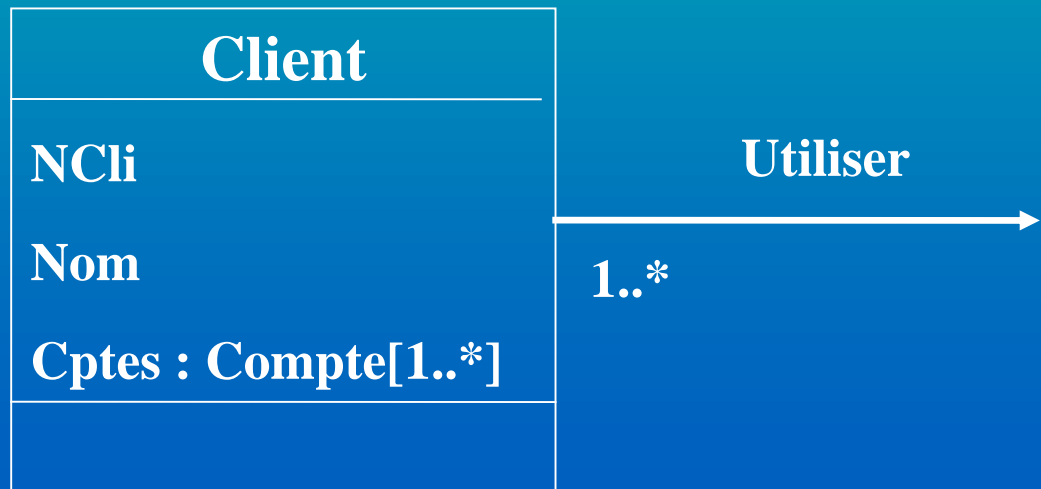 Client
NCli
Utiliser
Nom
1..*
Cptes : Compte[1..*]